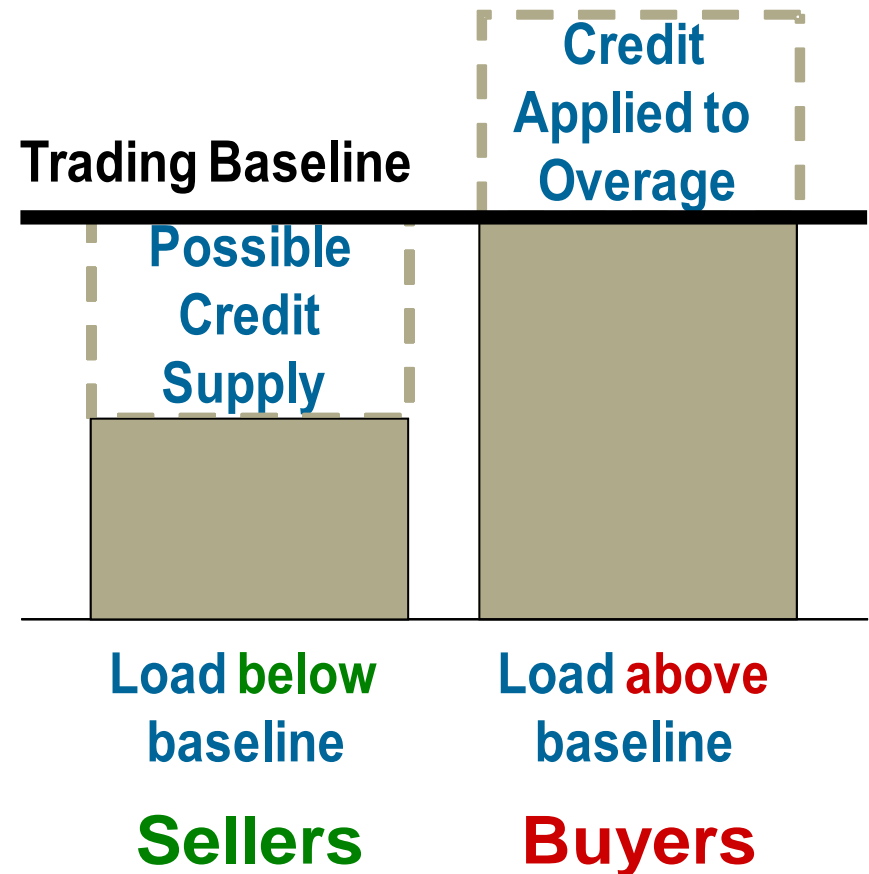 Credit
Applied to
Overage
Trading Baseline
Possible
Credit
Supply
Load below
baseline
Load above
baseline
Sellers
Buyers